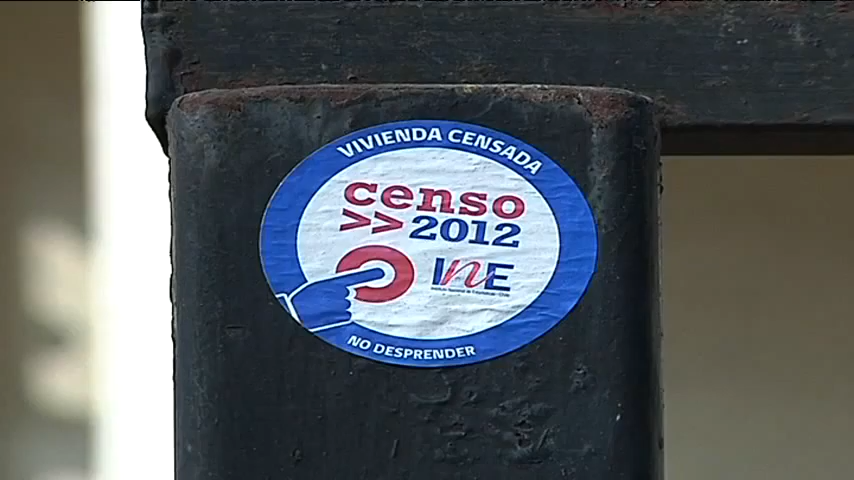 VIVIENDA CENSADA
censo
>> 2012
INE
NO DESPRENDER